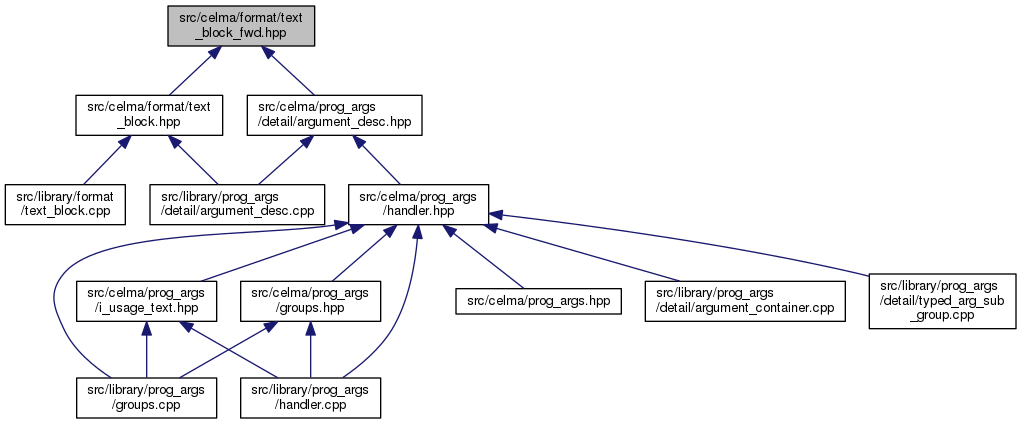 src/celma/format/text
_block_fwd.hpp
src/celma/format/text
_block.hpp
src/celma/prog_args
/detail/argument_desc.hpp
src/library/format
/text_block.cpp
src/library/prog_args
/detail/argument_desc.cpp
src/celma/prog_args
/handler.hpp
src/celma/prog_args
/i_usage_text.hpp
src/celma/prog_args
/groups.hpp
src/celma/prog_args.hpp
src/library/prog_args
/detail/argument_container.cpp
src/library/prog_args
/detail/typed_arg_sub
_group.cpp
src/library/prog_args
/groups.cpp
src/library/prog_args
/handler.cpp